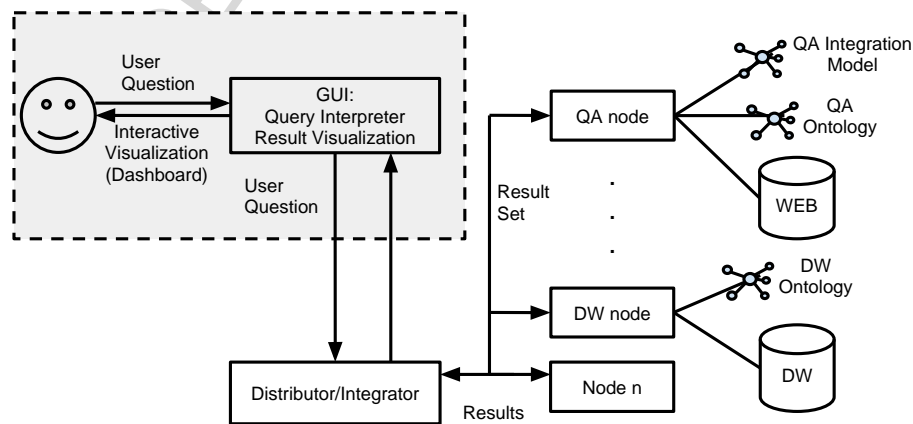 User
Question
GUI:
Query Interpreter
Result Visualization
Interactive
Visualization
(Dashboard)
User
Question
QA Integration
Model
QA node
QA
Ontology
Result
Set
WEB
DW
Ontology
DW node
DW
Distributor/Integrator
Node n
Results